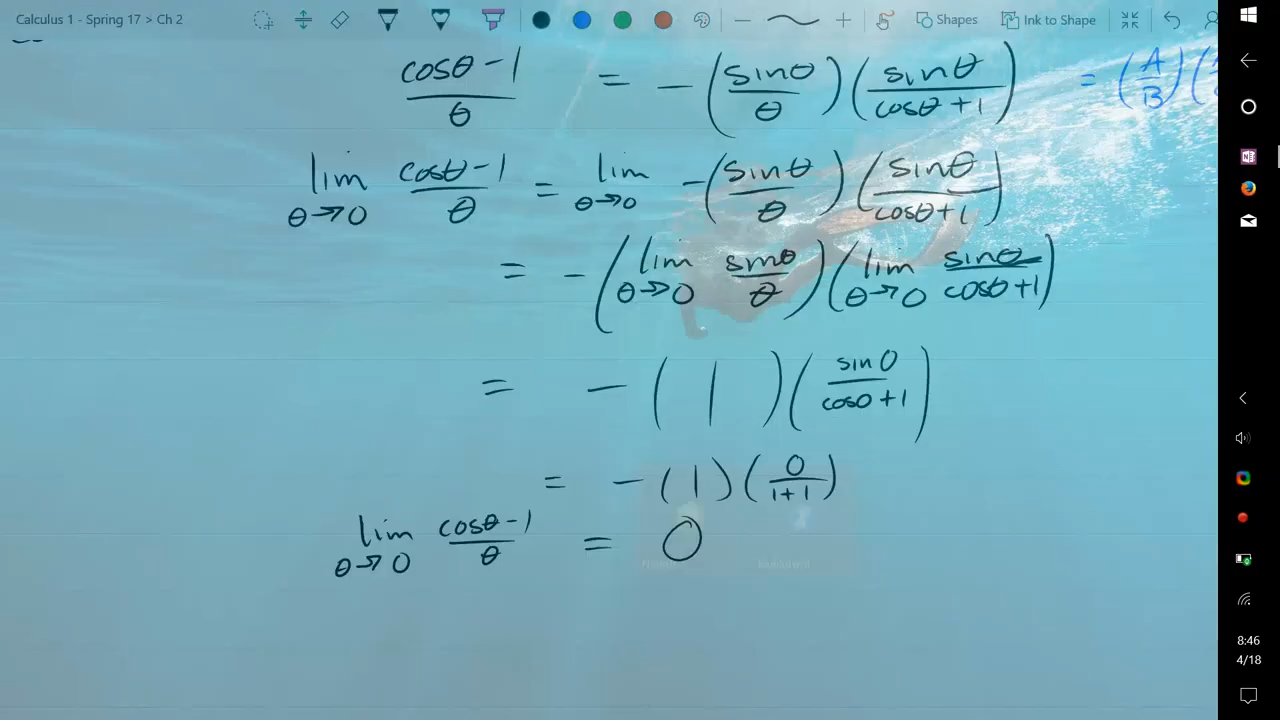 Calculus 1 - Spring 17 > Ch 2
Shapes
Ink to Shape
cosθ - 1 / θ = - (sinθ / θ)(sinθ / cosθ + 1) = (A / B)(
lim θ→0 cosθ - 1 / θ = lim θ→0 - (sinθ / θ)(sinθ / cosθ + 1)
= - (lim θ→0 sinθ / θ)(lim θ→0 sinθ / cosθ + 1)
= - ( 1 )(sin0 / cos0 + 1)
= - (1)(0 / 1+1)
lim θ→0 cosθ - 1 / θ = 0
8:46
4/18